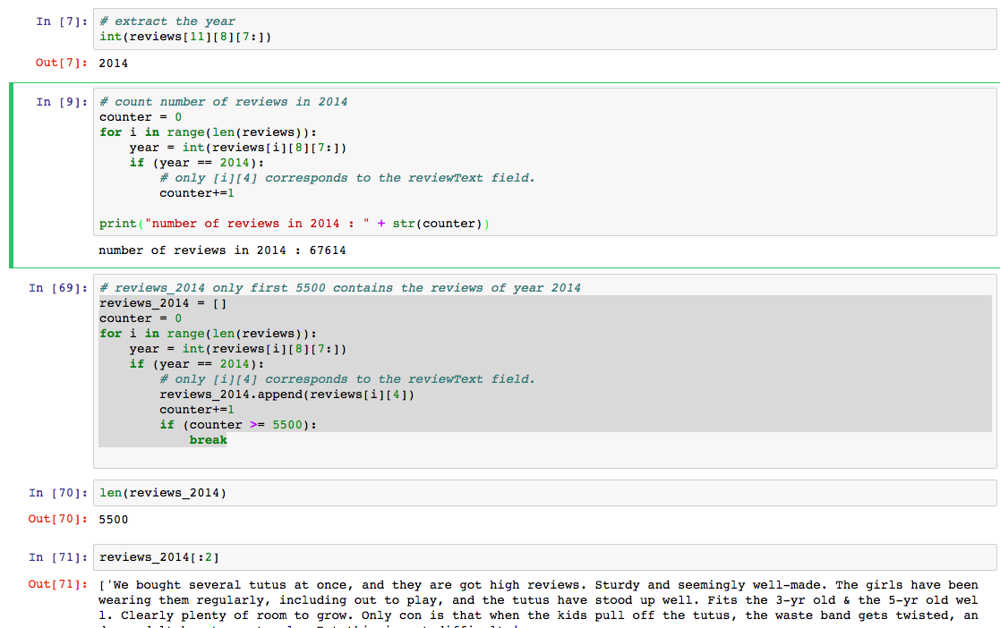 In [7]: # extract the year
int(reviews[11][8][7:])
Out[7]: 2014
In [9]: # count number of reviews in 2014
counter = 0
for i in range(len(reviews)):
    year = int(reviews[i][8][7:])
    if (year == 2014):
        # only [i][4] corresponds to the reviewText field.
        counter+=1
print("number of reviews in 2014 : " + str(counter))
number of reviews in 2014 : 67614
In [69]: # reviews_2014 only first 5500 contains the reviews of year 2014
reviews_2014 = []
counter = 0
for i in range(len(reviews)):
    year = int(reviews[i][8][7:])
    if (year == 2014):
        # only [i][4] corresponds to the reviewText field.
        reviews_2014.append(reviews[i][4])
        counter+=1
        if (counter >= 5500):
            break
In [70]: len(reviews_2014)
Out[70]: 5500
In [71]: reviews_2014[:2]
Out[71]: ['We bought several tutus at once, and they are got high reviews. Sturdy and seemingly well-made. The girls have been
wearing them regularly, including out to play, and the tutus have stood up well. Fits the 3-yr old & the 5-yr old wel
l. Clearly plenty of room to grow. Only con is that when the kids pull off the tutus, the waste band gets twisted, an